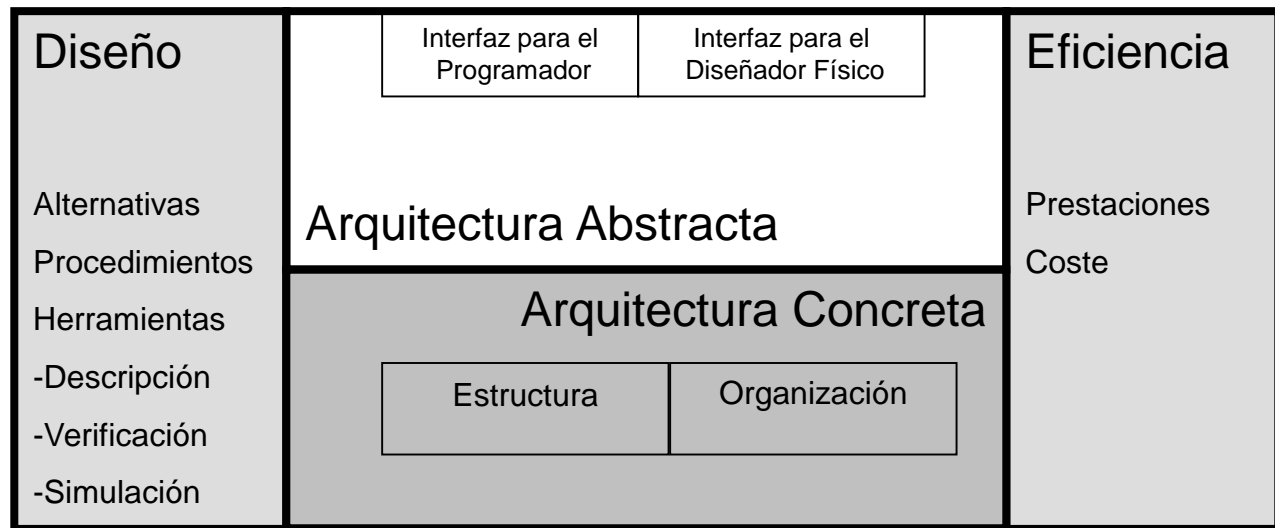 Diseño
Alternativas
Procedimientos
Herramientas
-Descripción
-Verificación
-Simulación
Interfaz para el
Programador
Interfaz para el
Diseñador Físico
Arquitectura Abstracta
Arquitectura Concreta
Estructura
Organización
Eficiencia
Prestaciones
Coste